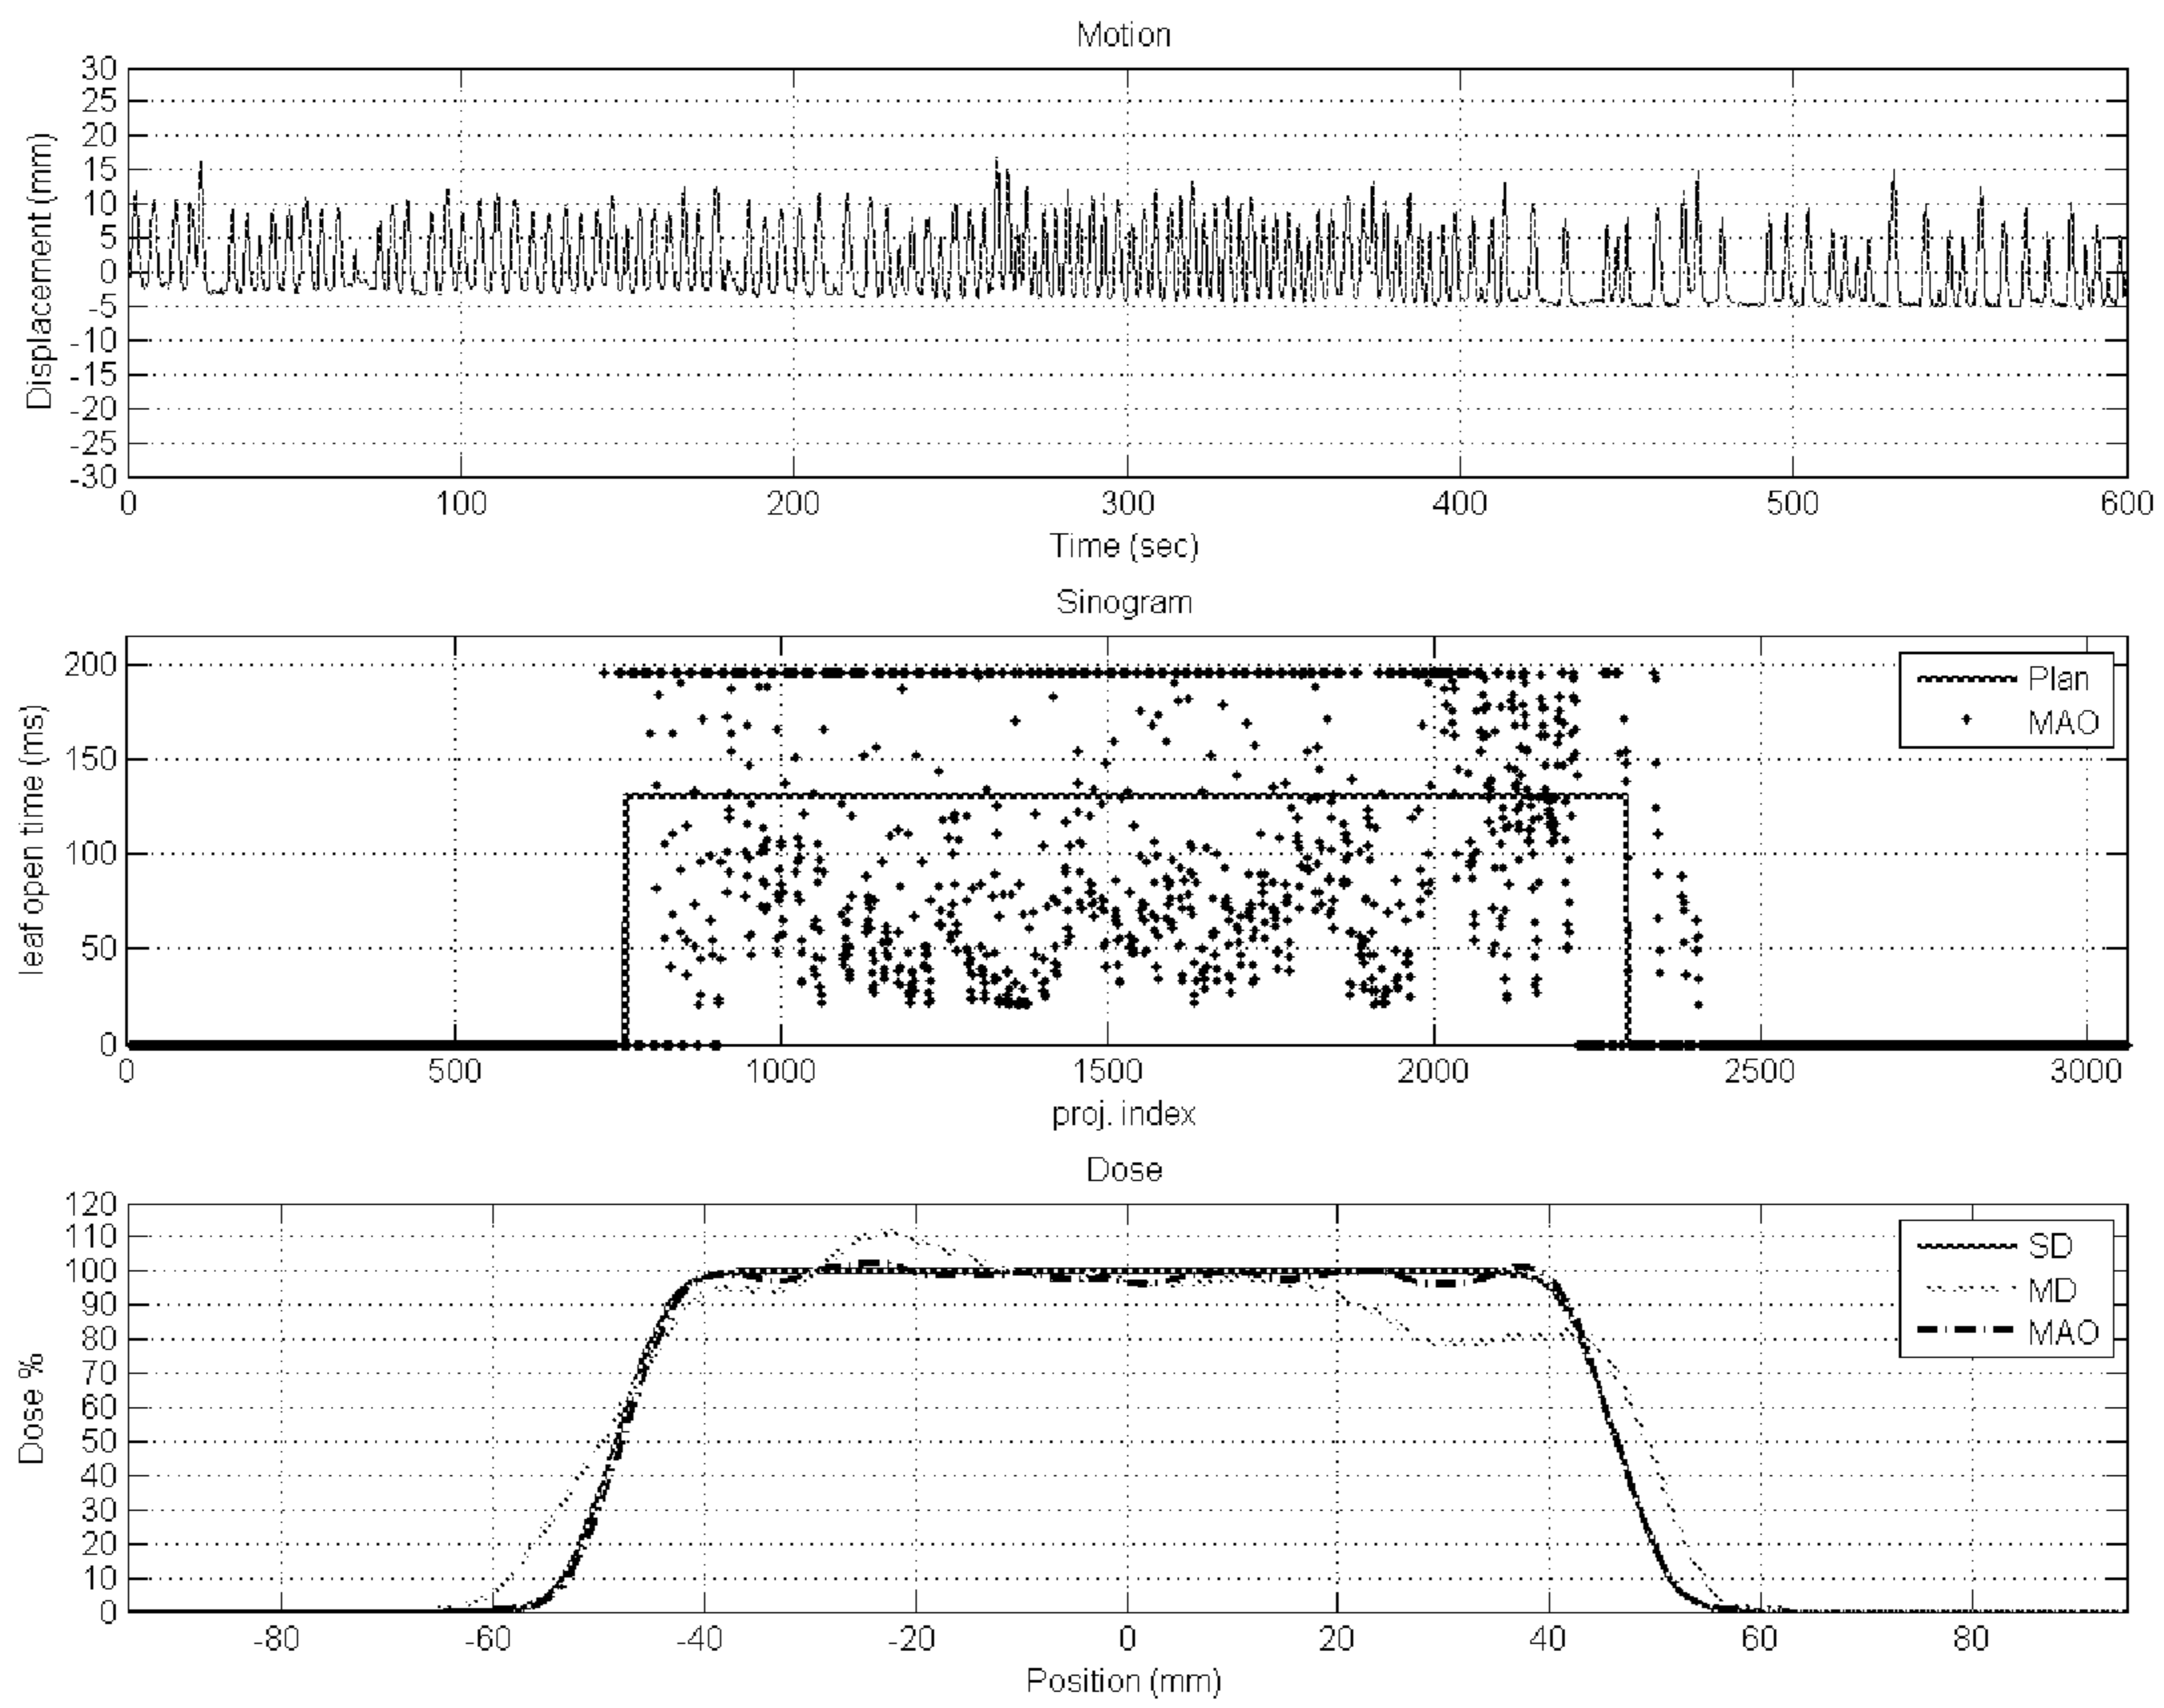 Motion
30
25
20
15
10
5
0
-5
-10
-15
-20
-25
-30
Displacement (mm)
0 100 200 300 400 500 600
Time (sec)
Sinogram
200
150
100
50
0
leaf open time (ms)
Plan
MAO
0 500 1000 1500 2000 2500 3000
proj. index
Dose
120
110
100
90
80
70
60
50
40
30
20
10
0
Dose %
SD
MD
MAO
-80 -60 -40 -20 0 20 40 60 80
Position (mm)